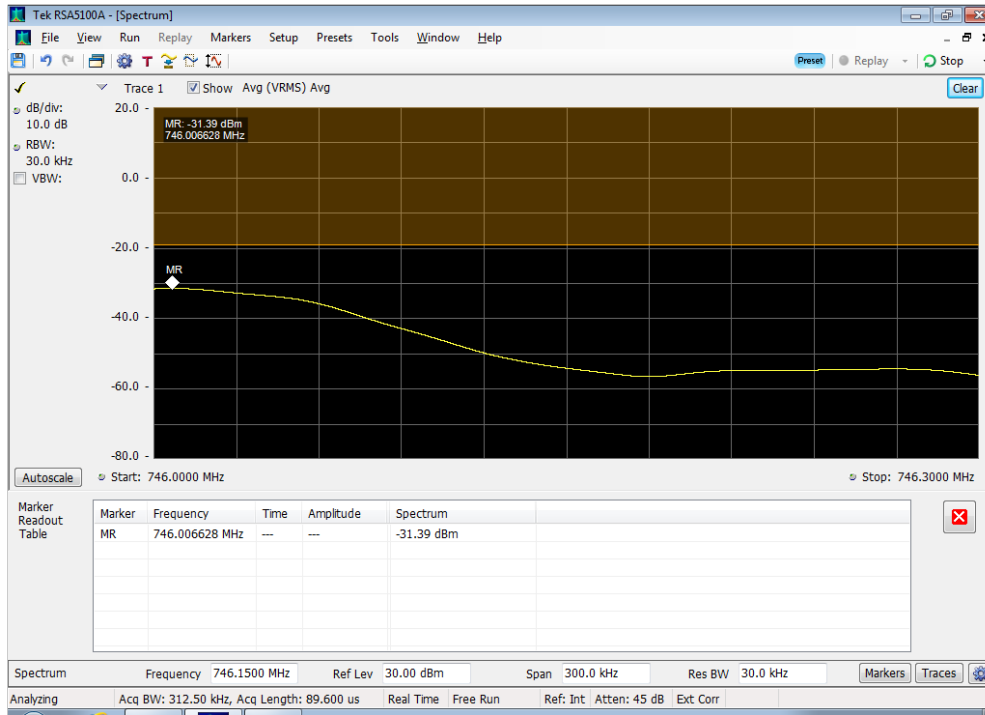 Tek RSA5100A - [Spectrum]
File View Run Replay Markers Setup Presets Tools Window Help
T Preset Replay Stop
Trace 1 Show Avg (VRMS) Avg Clear
dB/div:
10.0 dB
RBW:
30.0 kHz
VBW:
20.0
0.0
-20.0
-40.0
-60.0
-80.0
MR: -31.39 dBm
746.006628 MHz
MR
Autoscale Start: 746.0000 MHz Stop: 746.3000 MHz
Marker
Readout
Table
Marker Frequency Time Amplitude Spectrum
MR 746.006628 MHz --- --- -31.39 dBm
Spectrum Frequency 746.1500 MHz Ref Lev 30.00 dBm Span 300.0 kHz Res BW 30.0 kHz Markers Traces
Analyzing Acq BW: 312.50 kHz, Acq Length: 89.600 us Real Time Free Run Ref: Int Atten: 45 dB Ext Corr